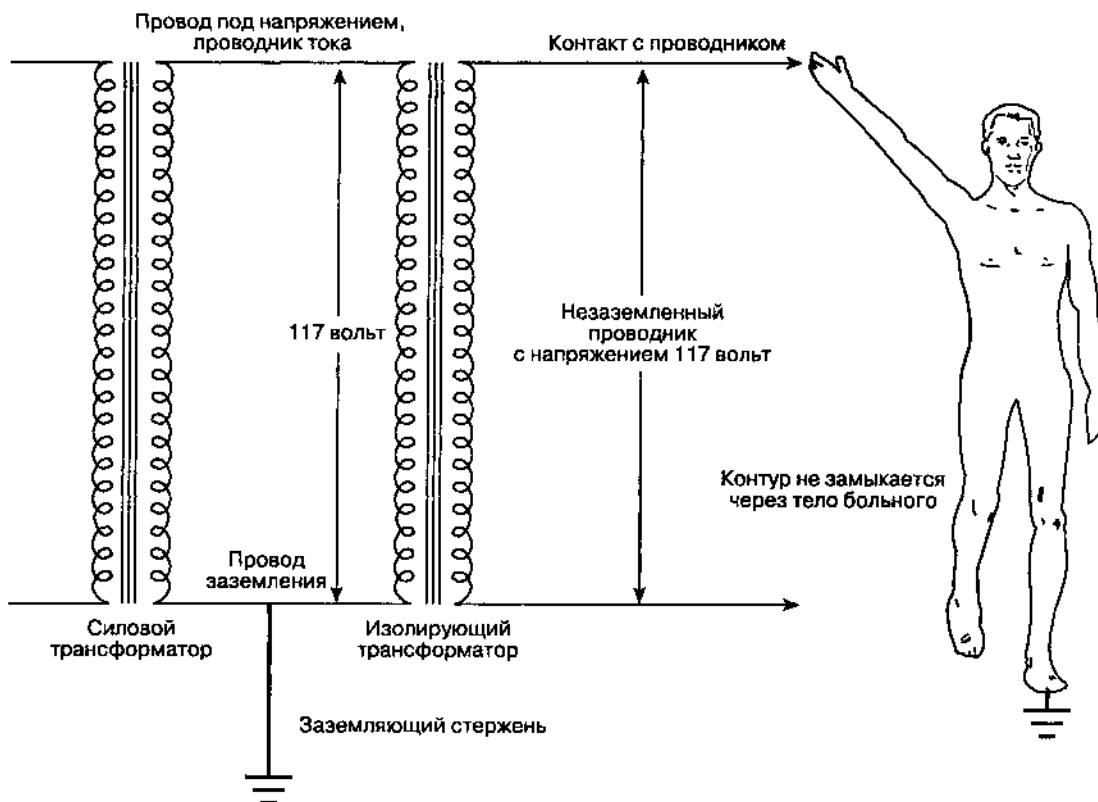 Провод под напряжением,
проводник тока
Контакт с проводником
117 вольт
Незаземленный
проводник
с напряжением 117 вольт
Контур не замыкается
через тело больного
Провод
заземления
Силовой
трансформатор
Изолирующий
трансформатор
Заземляющий стержень